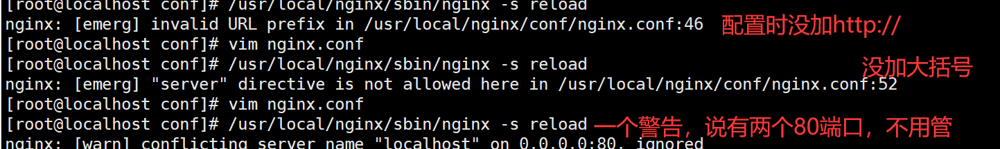 [root@localhost conf]# /usr/local/nginx/sbin/nginx -s reload
nginx: [emerg] invalid URL prefix in /usr/local/nginx/conf/nginx.conf:46 配置时没加http://
[root@localhost conf]# vim nginx.conf
[root@localhost conf]# /usr/local/nginx/sbin/nginx -s reload
没加大括号
nginx: [emerg] "server" directive is not allowed here in /usr/local/nginx/conf/nginx.conf:52
[root@localhost conf]# vim nginx.conf
[root@localhost conf]# /usr/local/nginx/sbin/nginx -s reload 一个警告，说有两个80端口，不用管
nginx: [warn] conflicting server name "localhost" on 0.0.0.0:80, ignored